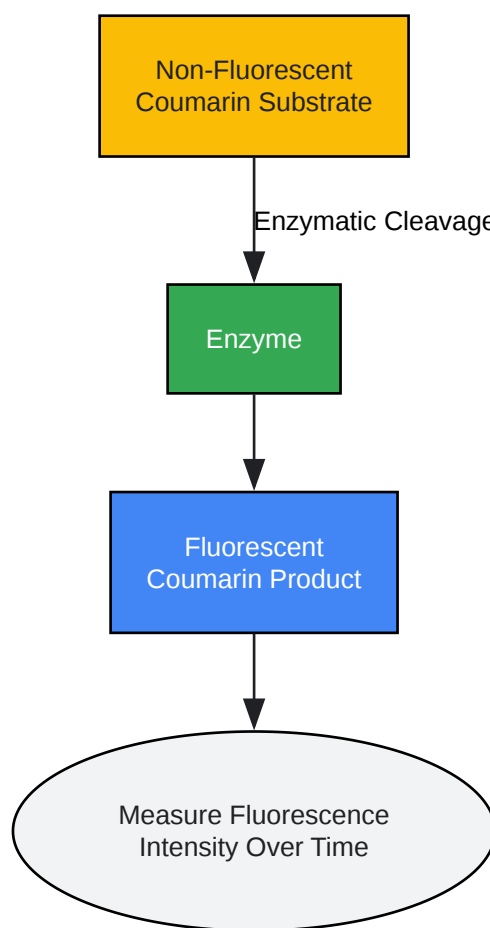 Non-Fluorescent
Coumarin Substrate
Enzymatic Cleavage
Enzyme
Fluorescent
Coumarin Product
Measure Fluorescence
Intensity Over Time